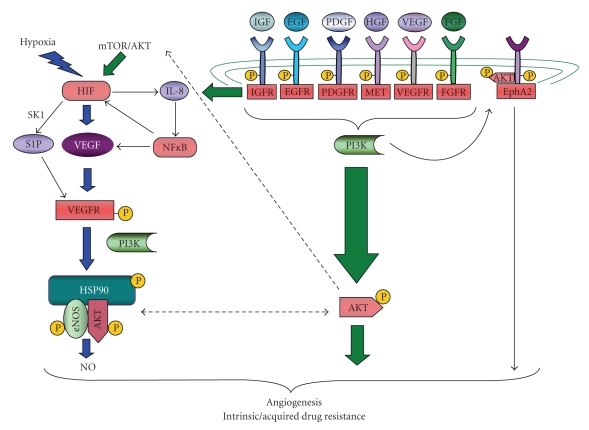 Hypoxia
mTOR/AKT
HIF
IL-8
SK1
S1P
VEGF
NFκB
VEGFR
P
PI3K
HSP90
P
eNOS
AKT
P
P
NO
IGF
EGF
PDGF
HGF
VEGF
FGF
P
P
P
P
P
P
IGFR
EGFR
PDGFR
MET
VEGFR
FGFR
P
AKT
P
EphA2
PI3K
AKT
P
Angiogenesis
Intrinsic/acquired drug resistance